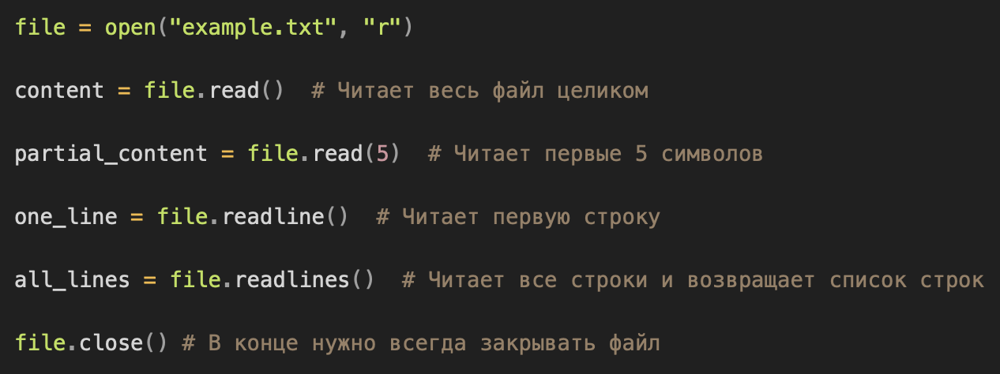 file = open("example.txt", "r")
content = file.read()  # Читает весь файл целиком
partial_content = file.read(5)  # Читает первые 5 символов
one_line = file.readline()  # Читает первую строку
all_lines = file.readlines()  # Читает все строки и возвращает список строк
file.close() # В конце нужно всегда закрывать файл